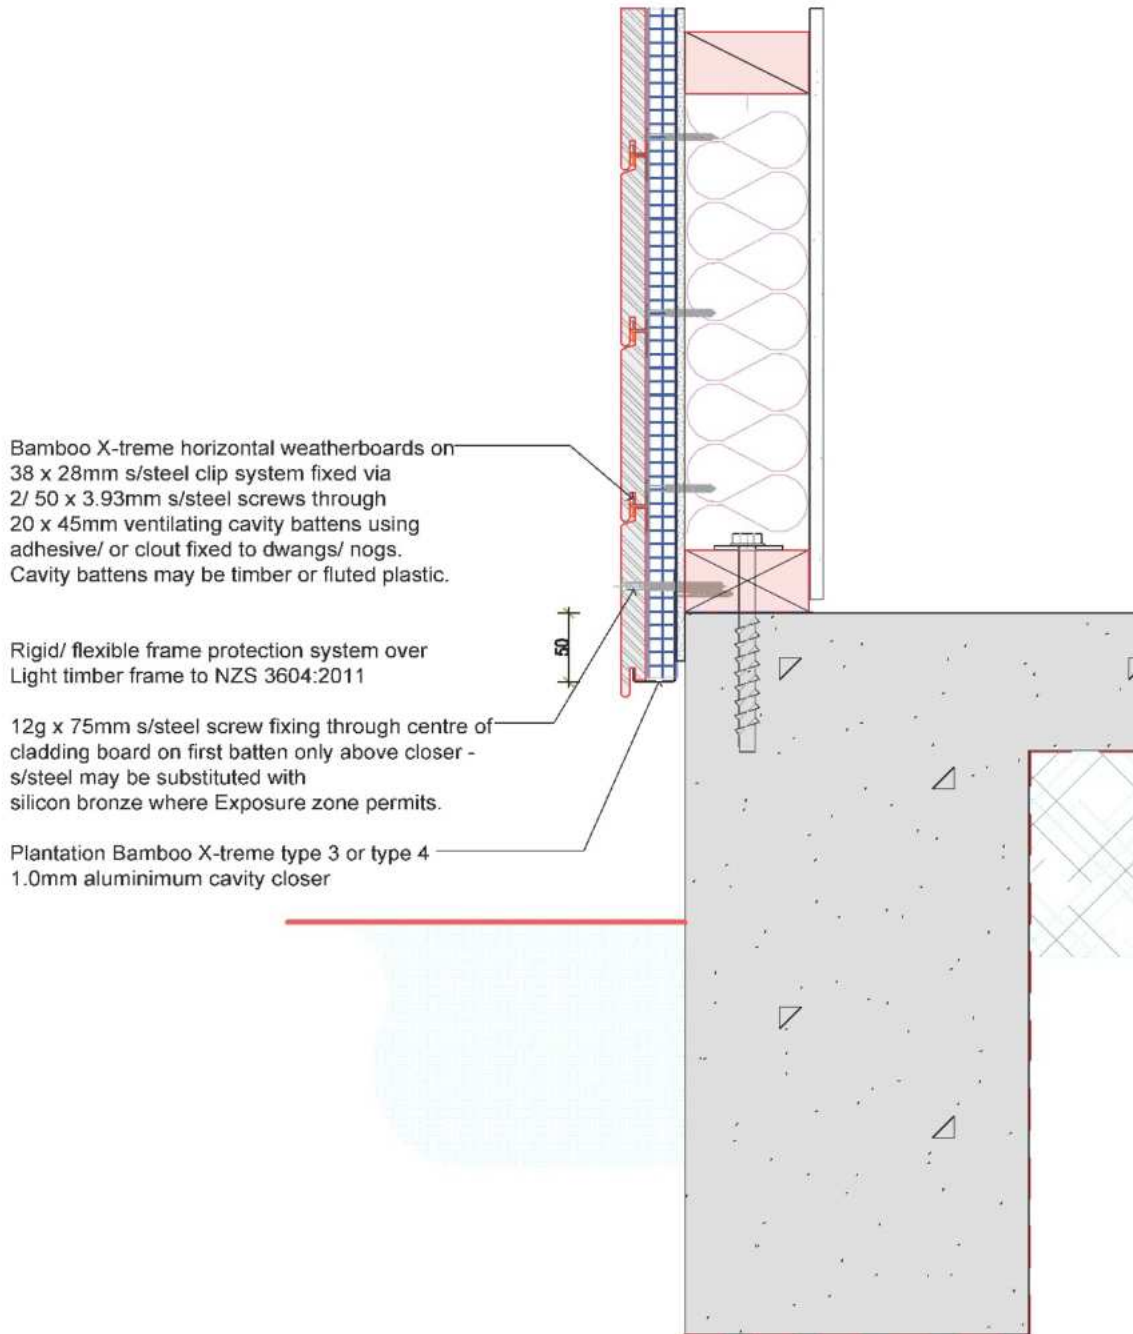 Bamboo X-treme horizontal weatherboards on
38 x 28mm s/steel clip system fixed via
2/ 50 x 3.93mm s/steel screws through
20 x 45mm ventilating cavity battens using
adhesive/ or clout fixed to dwangs/ nogs.
Cavity battens may be timber or fluted plastic.
50
Rigid/ flexible frame protection system over
Light timber frame to NZS 3604:2011
12g x 75mm s/steel screw fixing through centre of
cladding board on first batten only above closer -
s/steel may be substituted with
silicon bronze where Exposure zone permits.
Plantation Bamboo X-treme type 3 or type 4
1.0mm aluminimum cavity closer